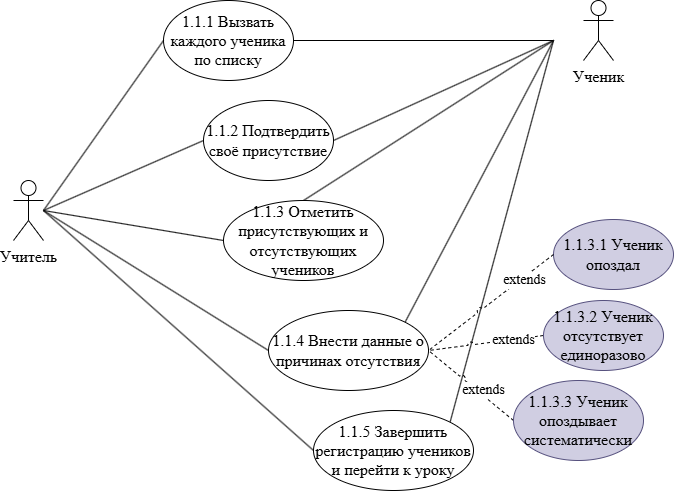 1.1.1 Вызвать
каждого ученика
по списку
Ученик
1.1.2 Подтвердить
своё присутствие
Учитель
1.1.3 Отметить
присутствующих и
отсутствующих
учеников
1.1.3.1 Ученик
опоздал
extends
1.1.4 Внести данные о
причинах отсутствия
extends
1.1.3.2 Ученик
отсутствует
единоразово
extends
1.1.3.3 Ученик
опоздывает
систематически
1.1.5 Завершить
регистрацию учеников
и перейти к уроку